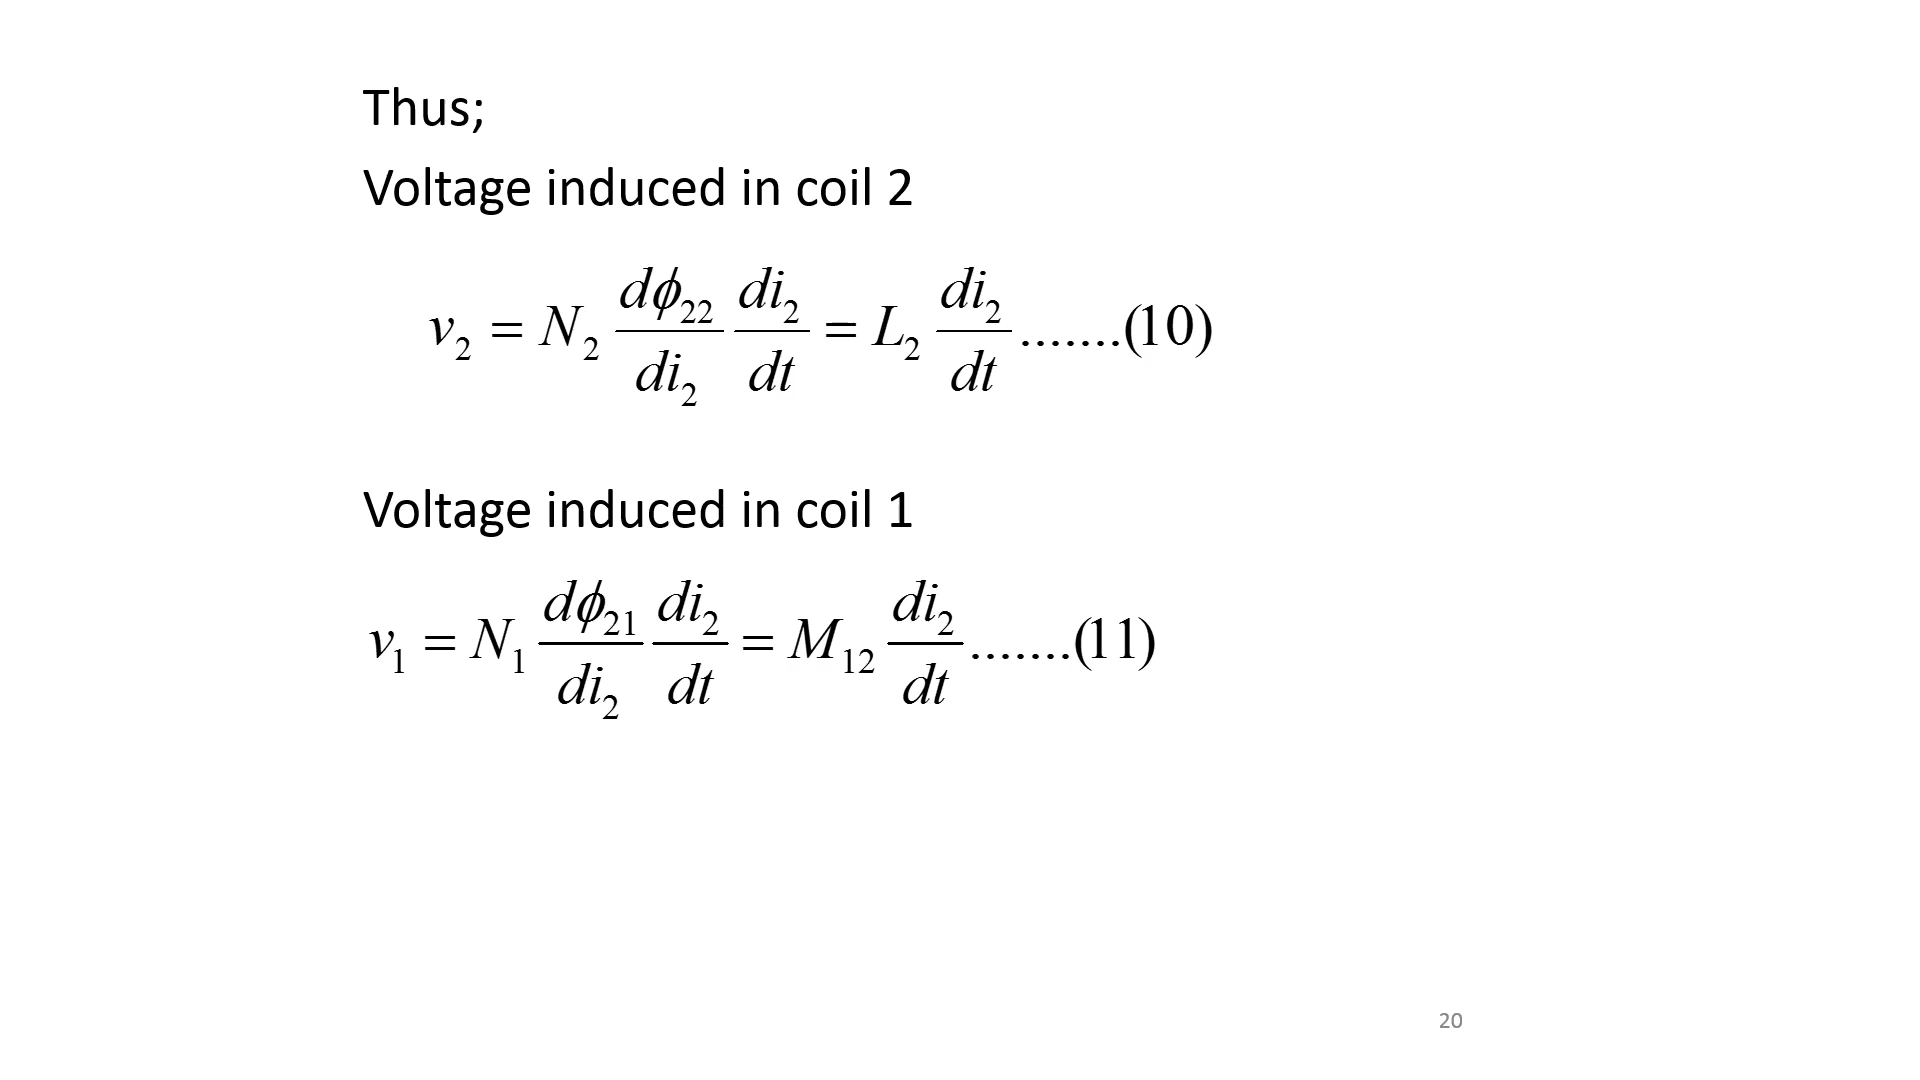 Thus;
Voltage induced in coil 2
v₂ = N₂ dϕ₂₂/di₂ di₂/dt = L₂ di₂/dt .......(10)
Voltage induced in coil 1
v₁ = N₁ dϕ₂₁/di₂ di₂/dt = M₁₂ di₂/dt .......(11)
20